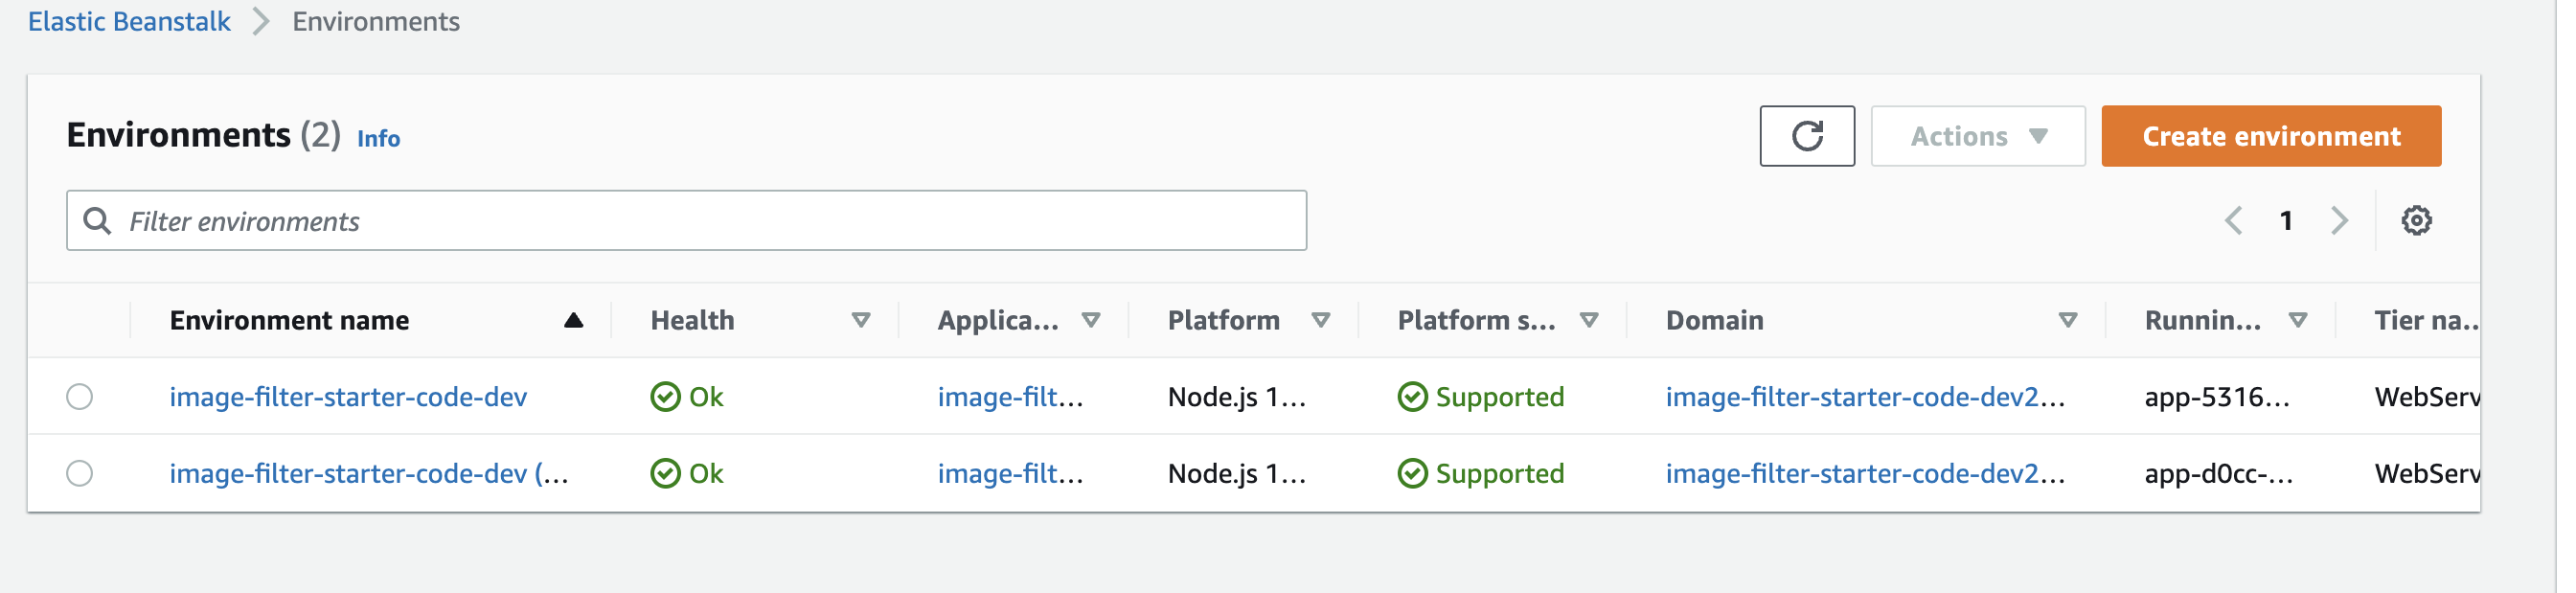 Elastic Beanstalk > Environments
Environments (2) Info
Actions
Create environment
Filter environments
1
Environment name Health Applica... Platform Platform s... Domain Runnin... Tier na...
image-filter-starter-code-dev Ok image-filt... Node.js 1... Supported image-filter-starter-code-dev2... app-5316... WebServ
image-filter-starter-code-dev (... Ok image-filt... Node.js 1... Supported image-filter-starter-code-dev2... app-d0cc-... WebServ